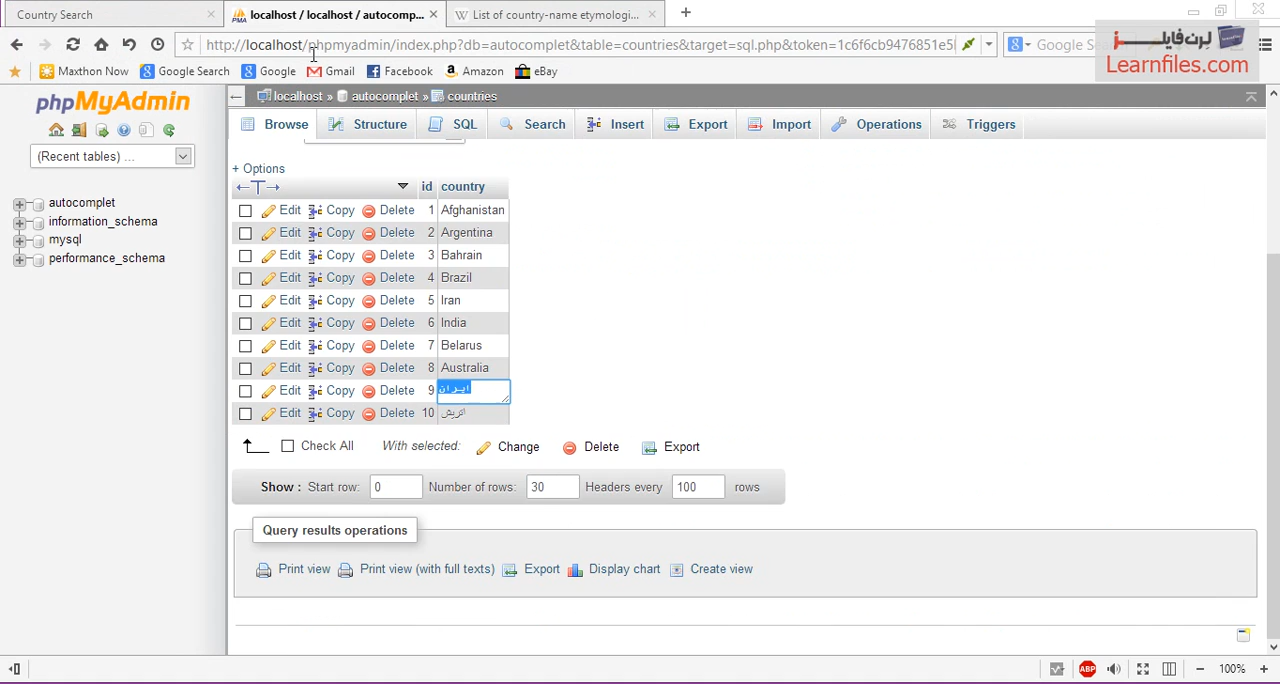 Country Search
localhost / localhost / autocomp...
List of country-name etymologi...
http://localhost/phpmyadmin/index.php?db=autocomplet&table=countries&target=sql.php&token=1c6f6cb9476851e5
Google
لرن‌فایلز
Learnfiles.com
Maxthon Now
Google Search
Google
Gmail
Facebook
Amazon
eBay
phpMyAdmin
(Recent tables) ...
autocomplet
information_schema
mysql
performance_schema
localhost » autocomplet » countries
Browse Structure SQL Search Insert Export Import Operations Triggers
+ Options
id country
Edit Copy Delete 1 Afghanistan
Edit Copy Delete 2 Argentina
Edit Copy Delete 3 Bahrain
Edit Copy Delete 4 Brazil
Edit Copy Delete 5 Iran
Edit Copy Delete 6 India
Edit Copy Delete 7 Belarus
Edit Copy Delete 8 Australia
Edit Copy Delete 9 ایران
Edit Copy Delete 10 اتریش
Check All With selected: Change Delete Export
Show : Start row: 0 Number of rows: 30 Headers every 100 rows
Query results operations
Print view Print view (with full texts) Export Display chart Create view
ABP
100%